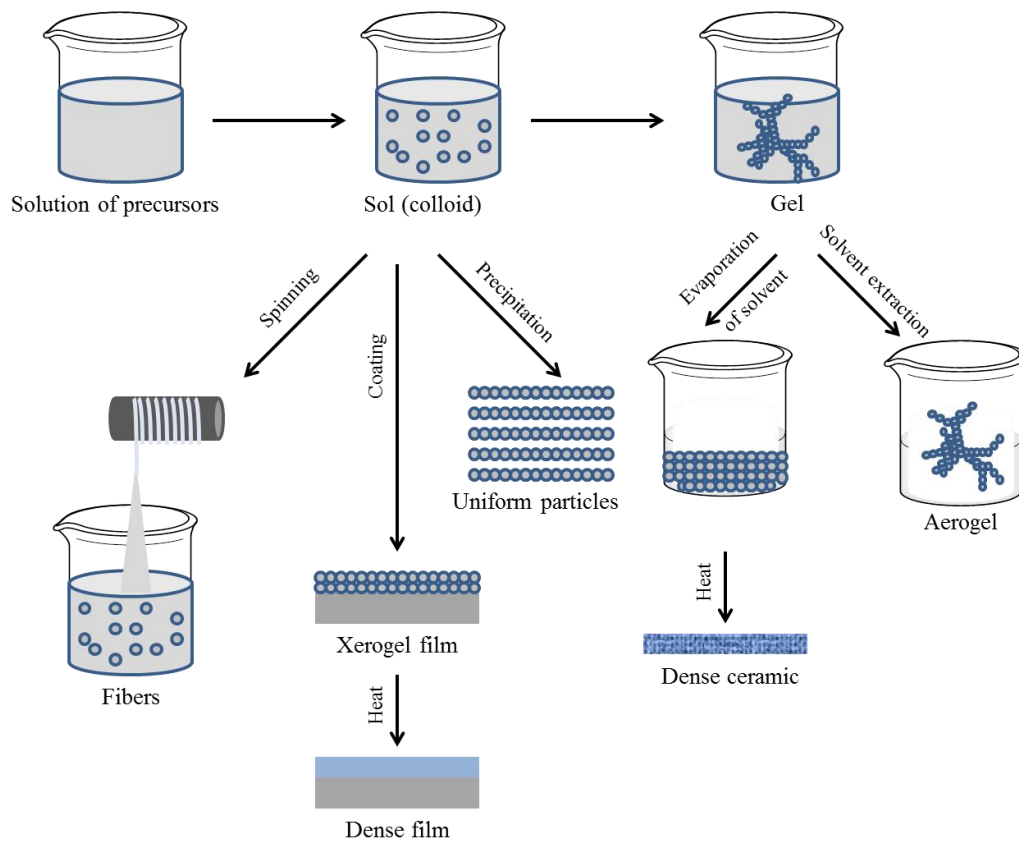 Solution of precursors
Sol (colloid)
Gel
Spinning
Coating
Precipitation
Evaporation
of solvent
Solvent extraction
Uniform particles
Aerogel
Fibers
Xerogel film
Heat
Dense ceramic
Heat
Dense film